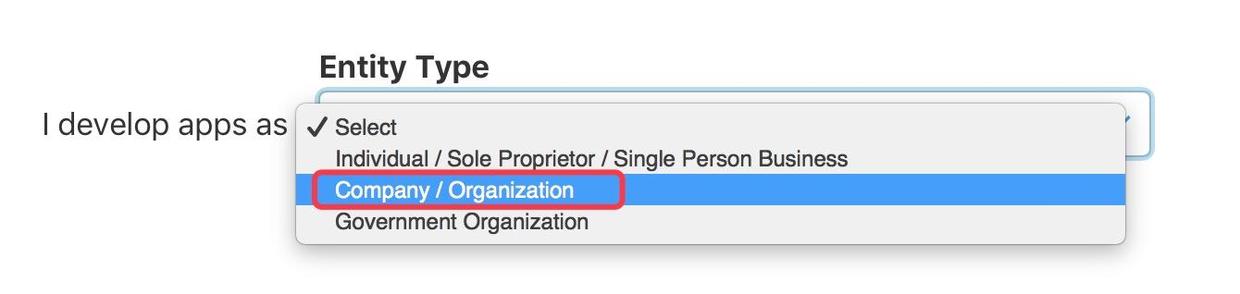 Entity Type
I develop apps as
Select
Individual / Sole Proprietor / Single Person Business
Company / Organization
Government Organization